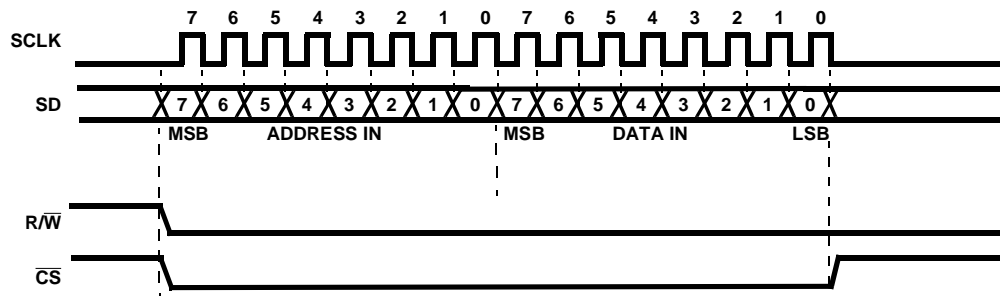 7 6 5 4 3 2 1 0 7 6 5 4 3 2 1 0
SCLK
SD 7 6 5 4 3 2 1 0 7 6 5 4 3 2 1 0
MSB ADDRESS IN MSB DATA IN LSB
R/W̅
C̅S̅